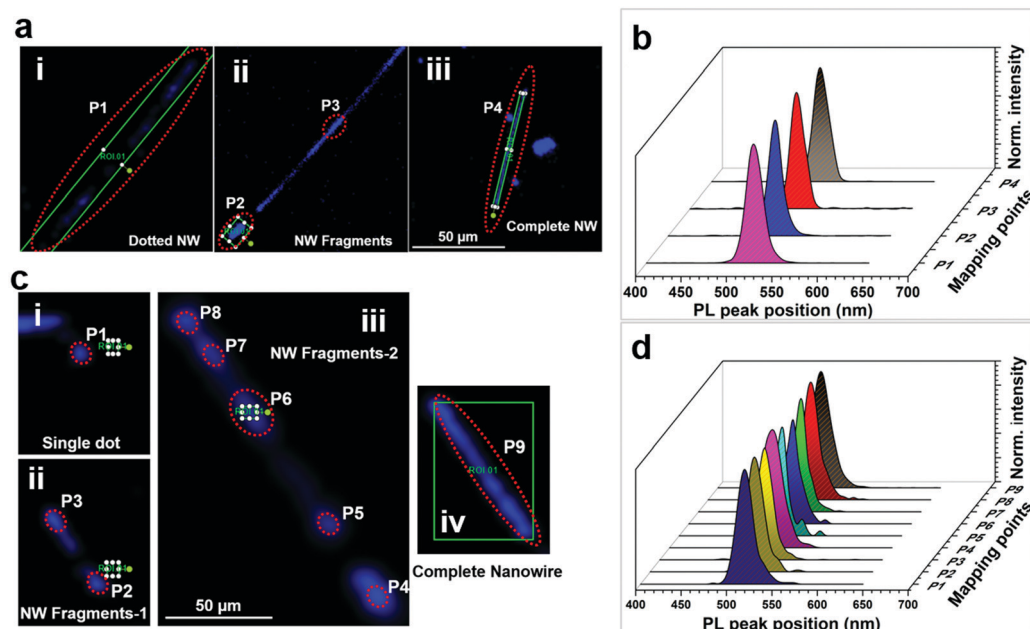 a
i
P1
ROI.01
Dotted NW
ii
P3
P2
NW Fragments
iii
P4
Complete NW
50 µm
b
Norm. intensity
P4
P3
P2
P1
Mapping points
400 450 500 550 600 650 700
PL peak position (nm)
c
i
P1
Single dot
ii
P3
P2
NW Fragments-1
iii
P8
P7
NW Fragments-2
P6
P5
P4
50 µm
P9
ROI 01
iv
Complete Nanowire
d
Norm. intensity
P9
P8
P7
P6
P5
P4
P3
P2
P1
Mapping points
400 450 500 550 600 650 700
PL peak position (nm)